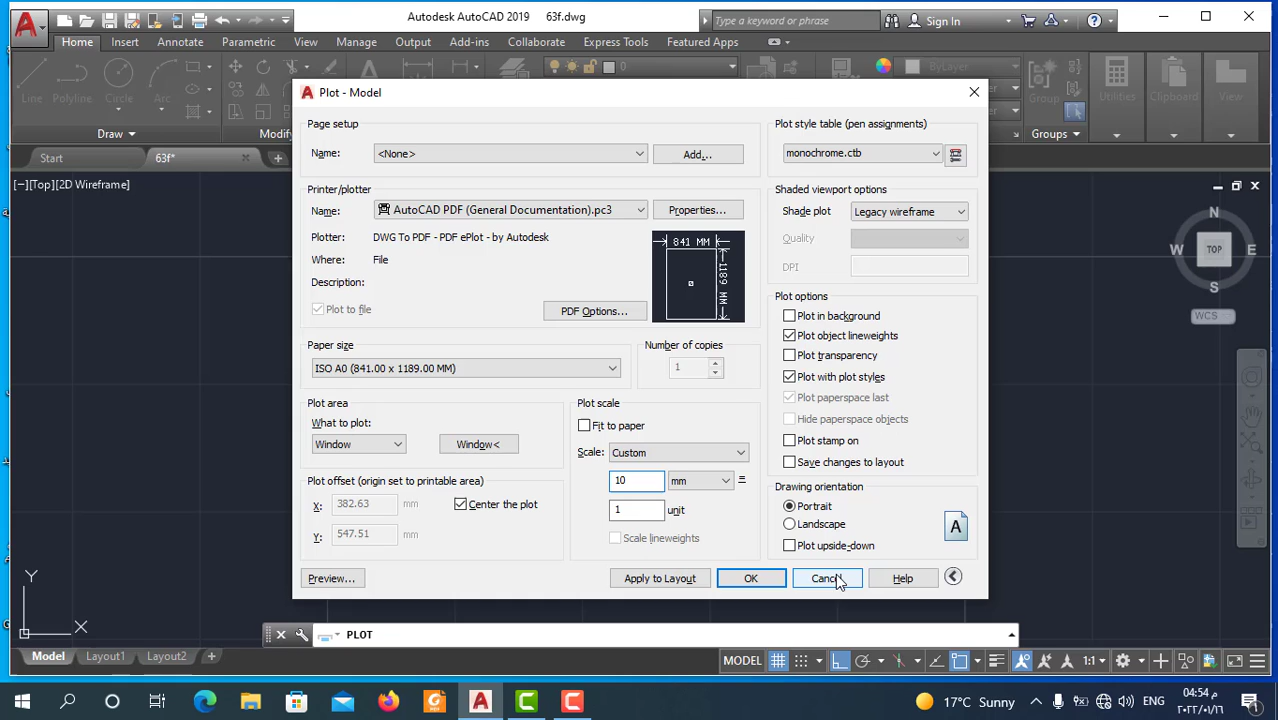 Autodesk AutoCAD 2019 63f.dwg
Type a keyword or phrase
Sign In
Home Insert Annotate Parametric View Manage Output Add-ins Collaborate Express Tools Featured Apps
0
ByLayer
Line Polyline Circle Arc
Group
Utilities Clipboard View
Draw
Modify
Groups
Start
63f*
[−][Top][2D Wireframe]
N
W TOP E
S
WCS
Plot - Model
Page setup
Name: <None> Add...
Printer/plotter
Name: AutoCAD PDF (General Documentation).pc3 Properties...
Plotter: DWG To PDF - PDF ePlot - by Autodesk
Where: File
Description:
Plot to file
PDF Options...
841 MM
1189 MM
Paper size
ISO A0 (841.00 x 1189.00 MM)
Number of copies
1
Plot area
What to plot:
Window Window<
Plot offset (origin set to printable area)
X: 382.63 mm Center the plot
Y: 547.51 mm
Plot scale
Fit to paper
Scale: Custom
10 mm =
1 unit
Scale lineweights
Plot style table (pen assignments)
monochrome.ctb
Shaded viewport options
Shade plot Legacy wireframe
Quality
DPI
Plot options
Plot in background
Plot object lineweights
Plot transparency
Plot with plot styles
Plot paperspace last
Hide paperspace objects
Plot stamp on
Save changes to layout
Drawing orientation
Portrait
Landscape
Plot upside-down
A
Preview... Apply to Layout OK Cancel Help
Y
X
PLOT
Model Layout1 Layout2 +
MODEL
1:1
17°C Sunny
ENG
04:54 م
٢٠٢٢/٠١/١٦